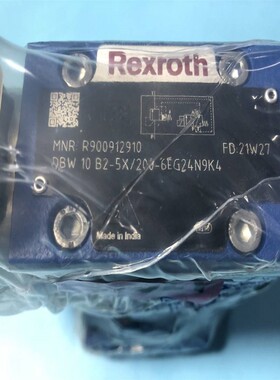 Rexroth
MNR R900912910 FD:21W27
DBW 10 B2-5X/200-6EG24N9K4
Made in India